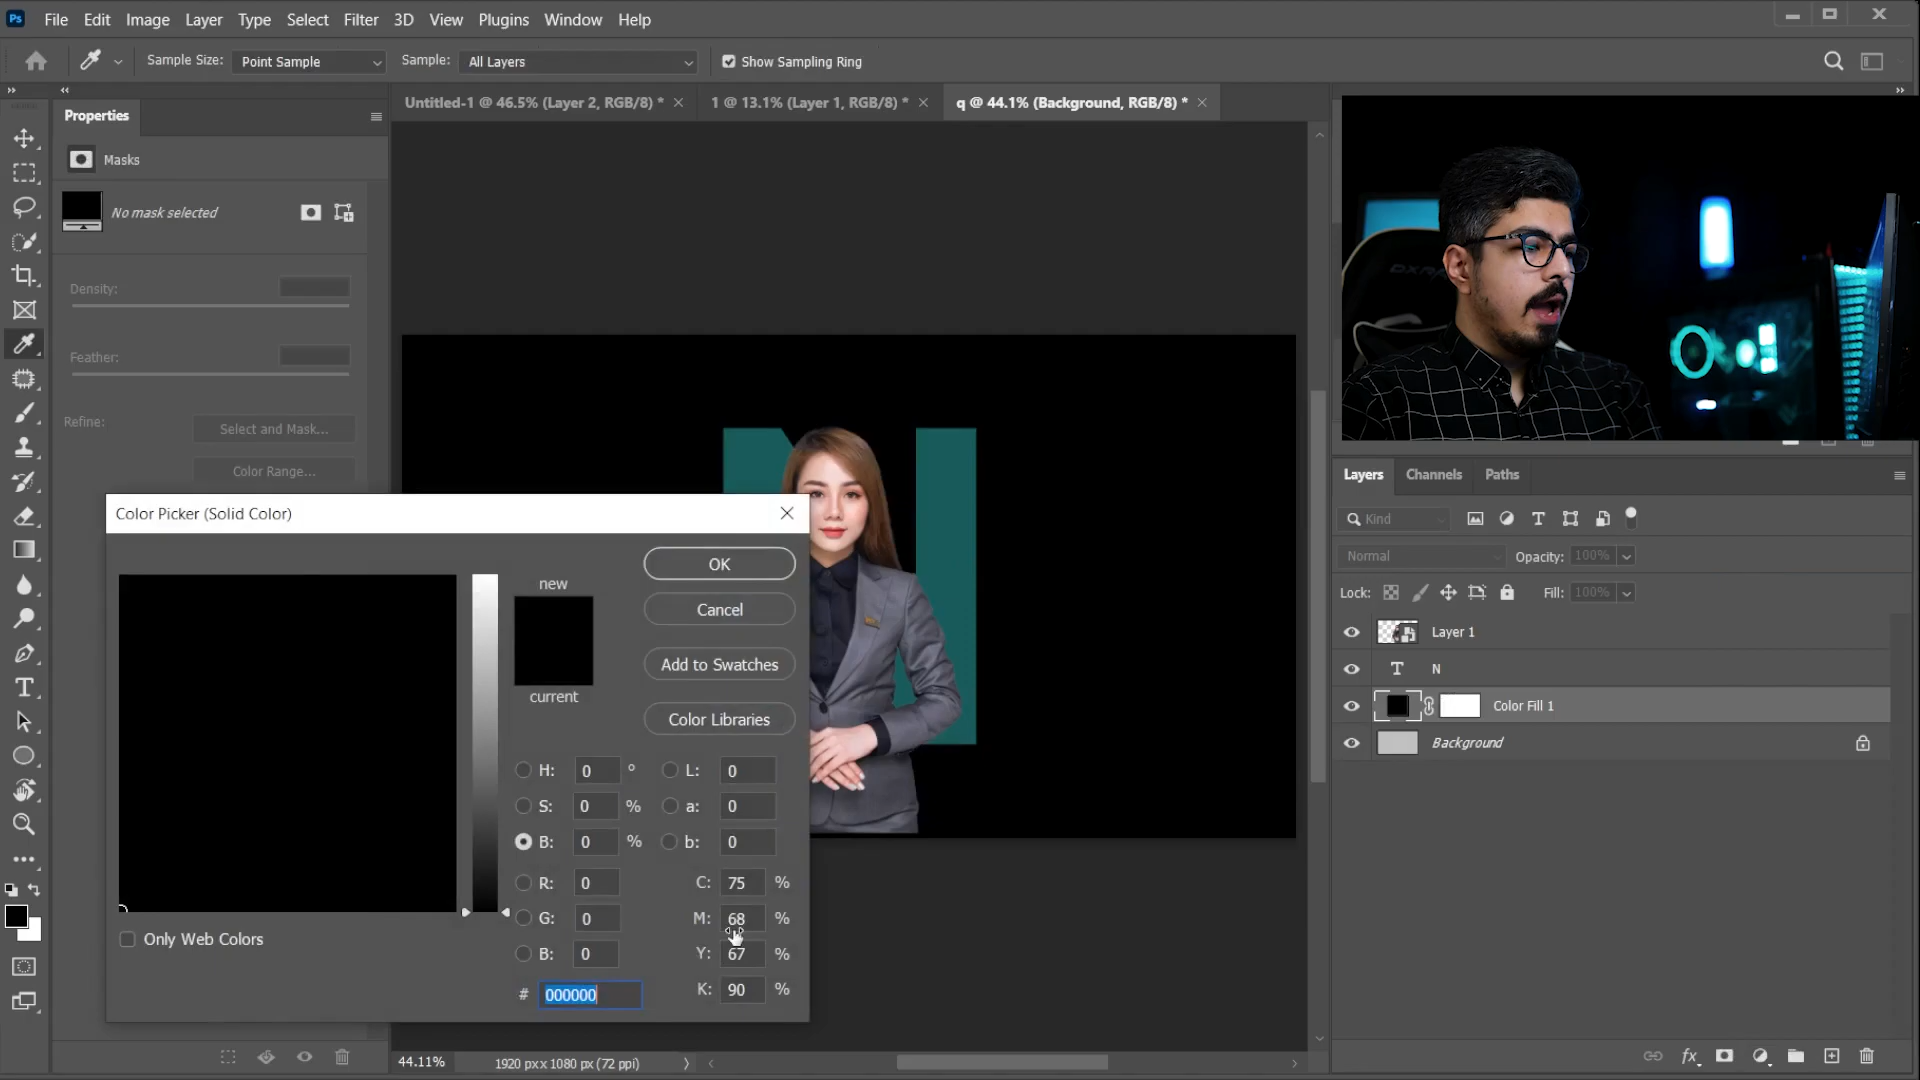 Ps File Edit Image Layer Type Select Filter 3D View Plugins Window Help
Sample Size: Point Sample Sample: All Layers Show Sampling Ring
Properties
Untitled-1 @ 46.5% (Layer 2, RGB/8) *
1 @ 13.1% (Layer 1, RGB/8) *
q @ 44.1% (Background, RGB/8) *
Masks
No mask selected
Density:
Feather:
Refine:
Select and Mask...
Color Range...
Color Picker (Solid Color)
new
current
OK
Cancel
Add to Swatches
Color Libraries
H: 0 ° L: 0
S: 0 % a: 0
B: 0 % b: 0
R: 0 C: 75 %
G: 0 M: 68 %
B: 0 Y: 67 %
# 000000 K: 90 %
Only Web Colors
44.11% 1920 px x 1080 px (72 ppi)
Layers Channels Paths
Kind
Normal Opacity: 100%
Lock: Fill: 100%
Layer 1
T N
Color Fill 1
Background
fx